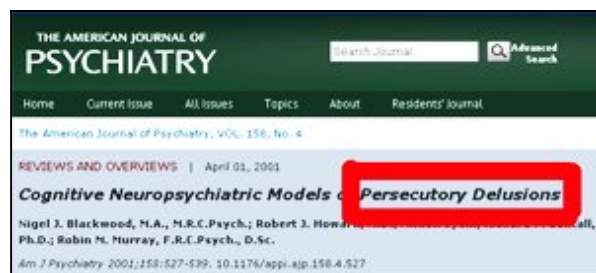 THE AMERICAN JOURNAL OF
PSYCHIATRY
Search Journal
Advanced
Search
Home Current Issue All Issues Topics About Residents' Journal
The American Journal of Psychiatry, VOL. 158, No. 4
REVIEWS AND OVERVIEWS | April 01, 2001
Cognitive Neuropsychiatric Models Persecutory Delusions
Nigel J. Blackwood, M.A., M.R.C.Psych.; Robert J.
Ph.D.; Robin M. Murray, F.R.C.Psych., D.Sc.
Am J Psychiatry 2001;158:527-539. 10.1176/appi.ajp.158.4.527